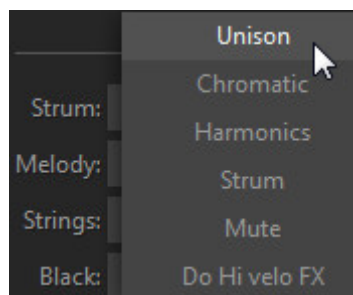 Unison
Chromatic
Strum:
Harmonics
Melody:
Strum
Strings:
Mute
Black:
Do Hi velo FX